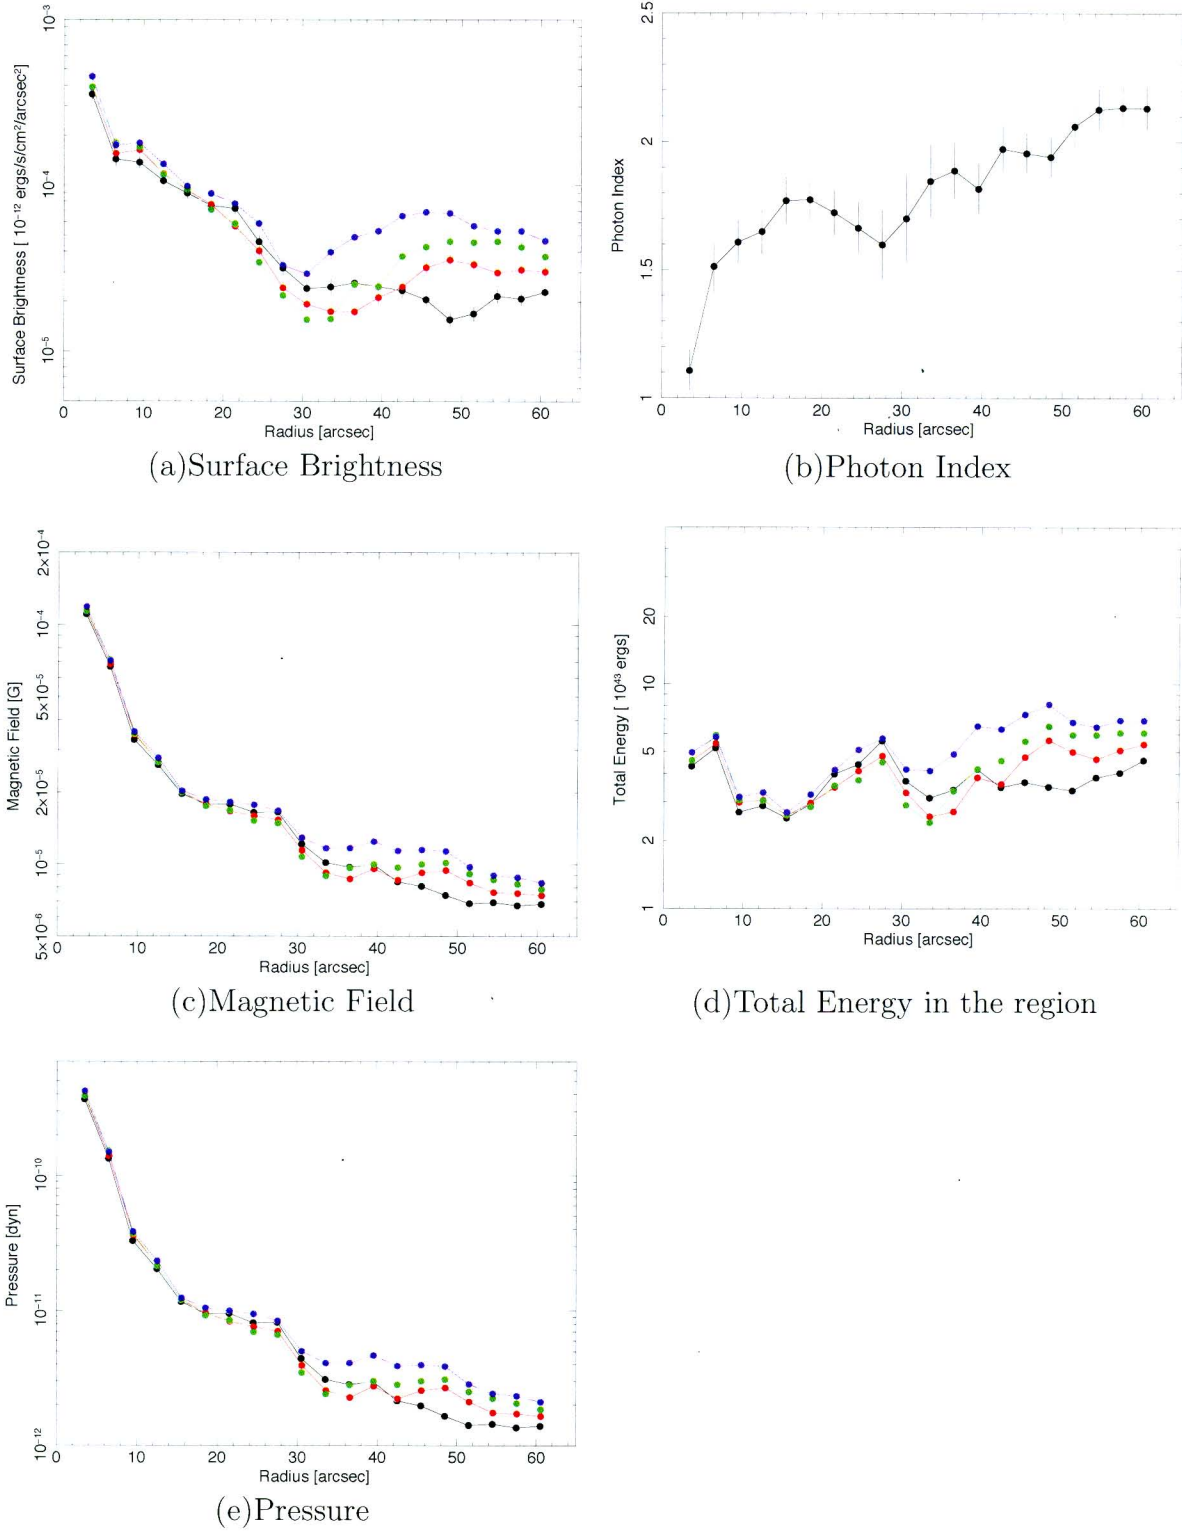 10⁻³
10⁻⁴
10⁻⁵
Surface Brightness [ 10⁻¹² ergs/s/cm²/arcsec²]
0 10 20 30 40 50 60
Radius [arcsec]
(a)Surface Brightness
2.5
2
1.5
1
Photon Index
0 10 20 30 40 50 60
Radius [arcsec]
(b)Photon Index
2×10⁻⁴
10⁻⁴
5×10⁻⁵
2×10⁻⁵
10⁻⁵
5×10⁻⁶
Magnetic Field [G]
0 10 20 30 40 50 60
Radius [arcsec]
(c)Magnetic Field
20
10
5
2
1
Total Energy [ 10⁴³ ergs]
0 10 20 30 40 50 60
Radius [arcsec]
(d)Total Energy in the region
10⁻¹⁰
10⁻¹¹
10⁻¹²
Pressure [dyn]
0 10 20 30 40 50 60
Radius [arcsec]
(e)Pressure